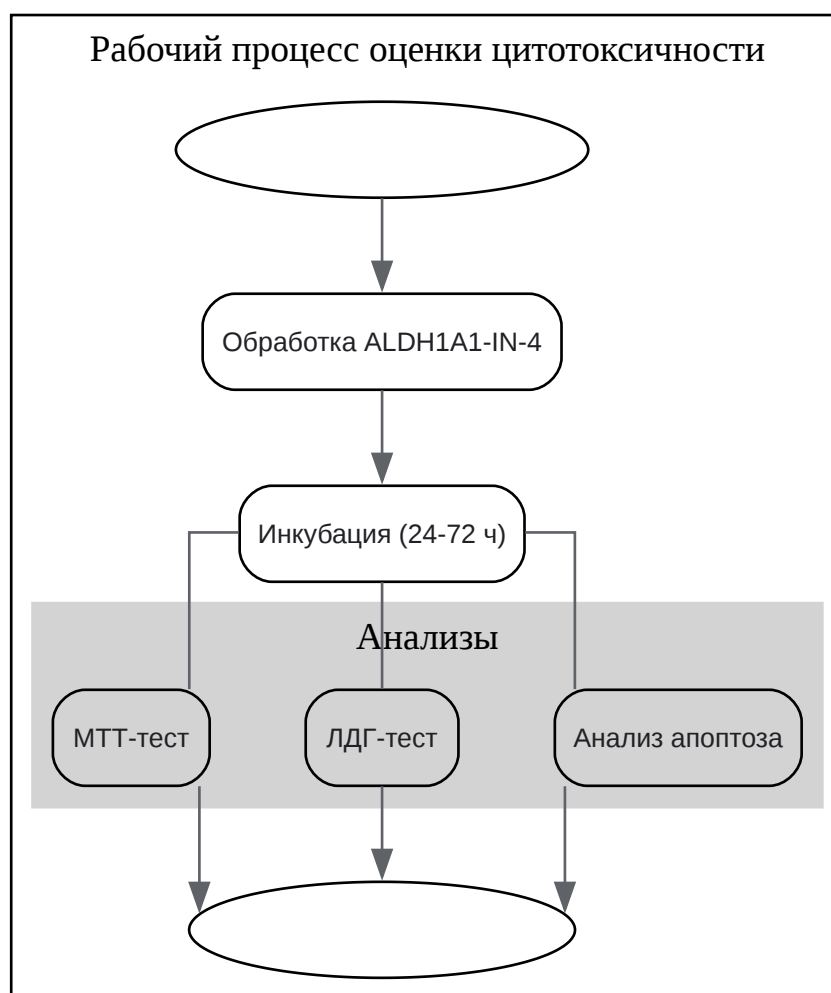 Рабочий процесс оценки цитотоксичности
Обработка ALDH1A1-IN-4
Инкубация (24-72 ч)
Анализы
МТТ-тест
ЛДГ-тест
Анализ апоптоза